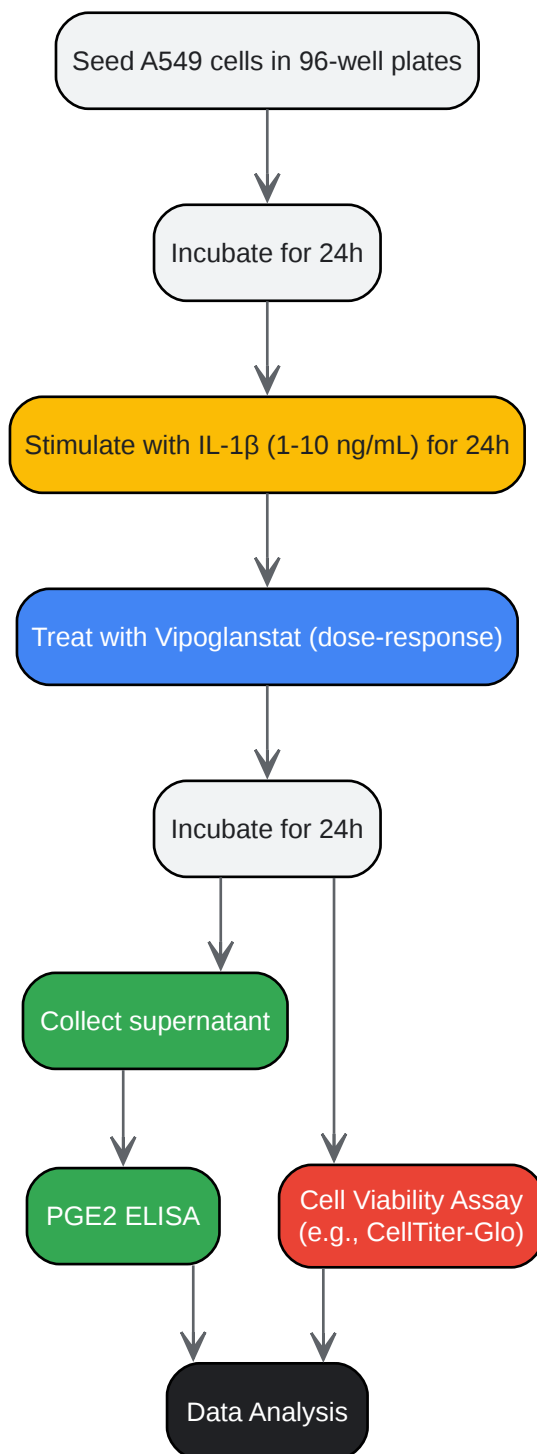 Seed A549 cells in 96-well plates
Incubate for 24h
Stimulate with IL-1β (1-10 ng/mL) for 24h
Treat with Vipoglanstat (dose-response)
Incubate for 24h
Collect supernatant
PGE2 ELISA
Cell Viability Assay
(e.g., CellTiter-Glo)
Data Analysis